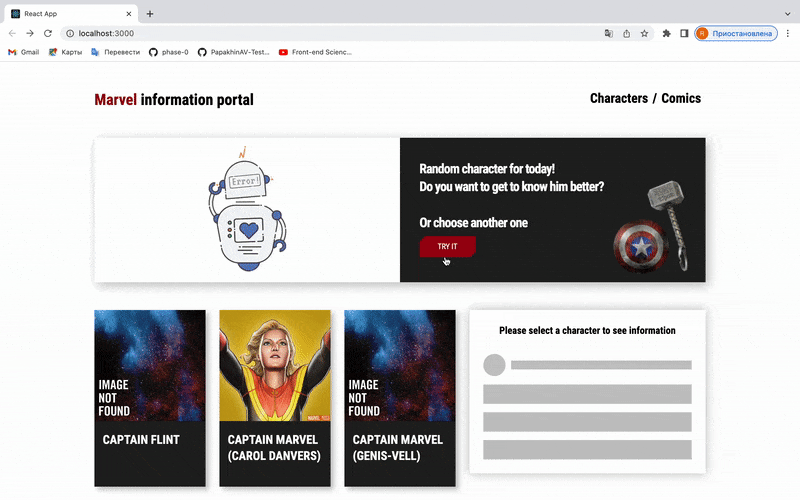 React App
localhost:3000
Приостановлена
Gmail
Карты
Перевести
phase-0
PapakhinAV-Test...
Front-end Scienc...
Marvel information portal
Characters / Comics
Error!
Random character for today!
Do you want to get to know him better?
Or choose another one
TRY IT
IMAGE
NOT
FOUND
CAPTAIN FLINT
CAPTAIN MARVEL
(CAROL DANVERS)
IMAGE
NOT
FOUND
CAPTAIN MARVEL
(GENIS-VELL)
Please select a character to see information